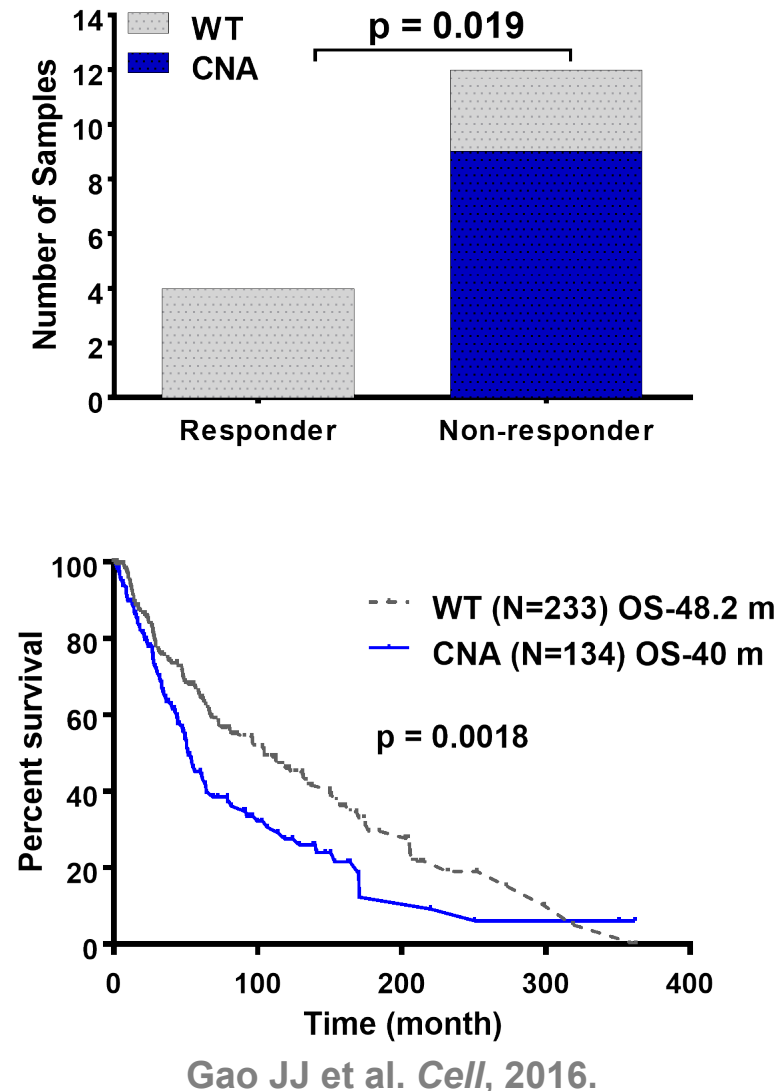 14
12
10
8
6
4
2
0
Number of Samples
WT
CNA
p = 0.019
Responder Non-responder
100
80
60
40
20
0
Percent survival
WT (N=233) OS-48.2 m
CNA (N=134) OS-40 m
p = 0.0018
0 100 200 300 400
Time (month)
Gao JJ et al. Cell, 2016.